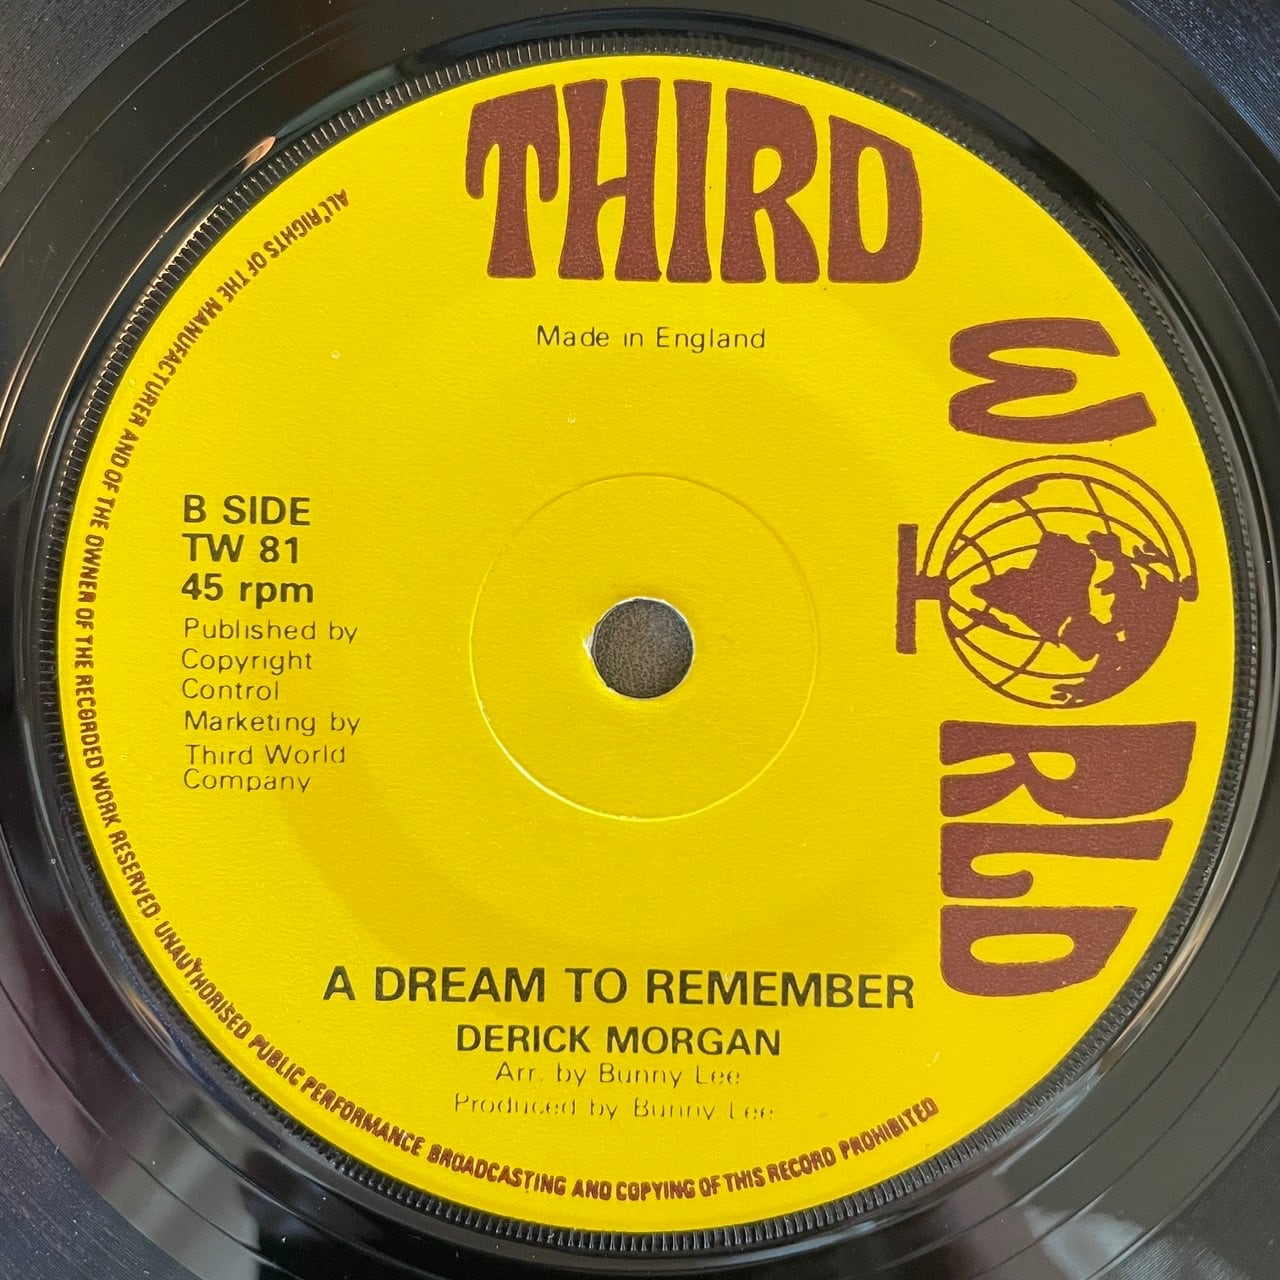 THIRD
WORLD
Made in England
B SIDE
TW 81
45 rpm
Published by
Copyright
Control
Marketing by
Third World
Company
A DREAM TO REMEMBER
DERICK MORGAN
Arr. by Bunny Lee
Produced by Bunny Lee
ALL RIGHTS OF THE MANUFACTURER AND OF THE OWNER OF THE RECORDED WORK RESERVED. UNAUTHORISED PUBLIC PERFORMANCE BROADCASTING AND COPYING OF THIS RECORD PROHIBITED